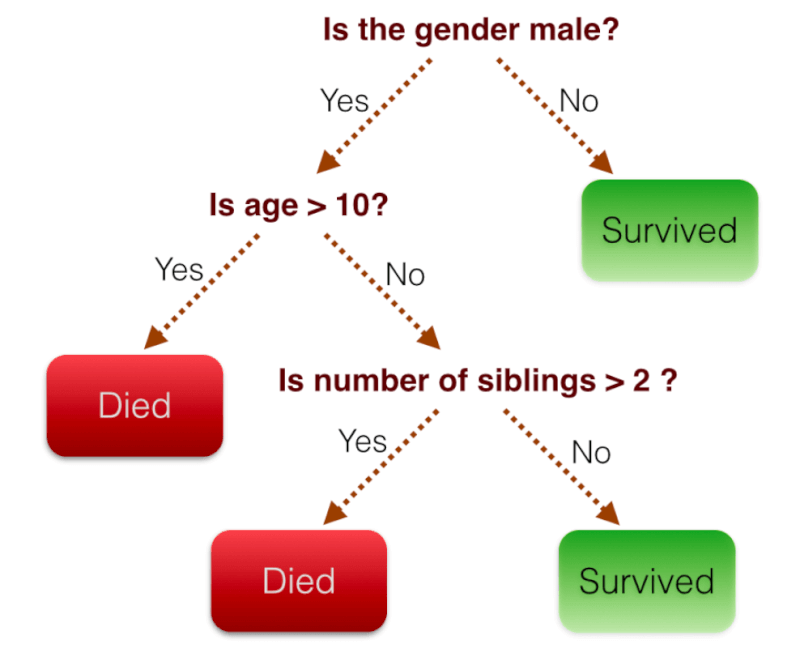 Is the gender male?
Yes
No
Is age > 10?
Survived
Yes
No
Died
Is number of siblings > 2 ?
Yes
No
Died
Survived